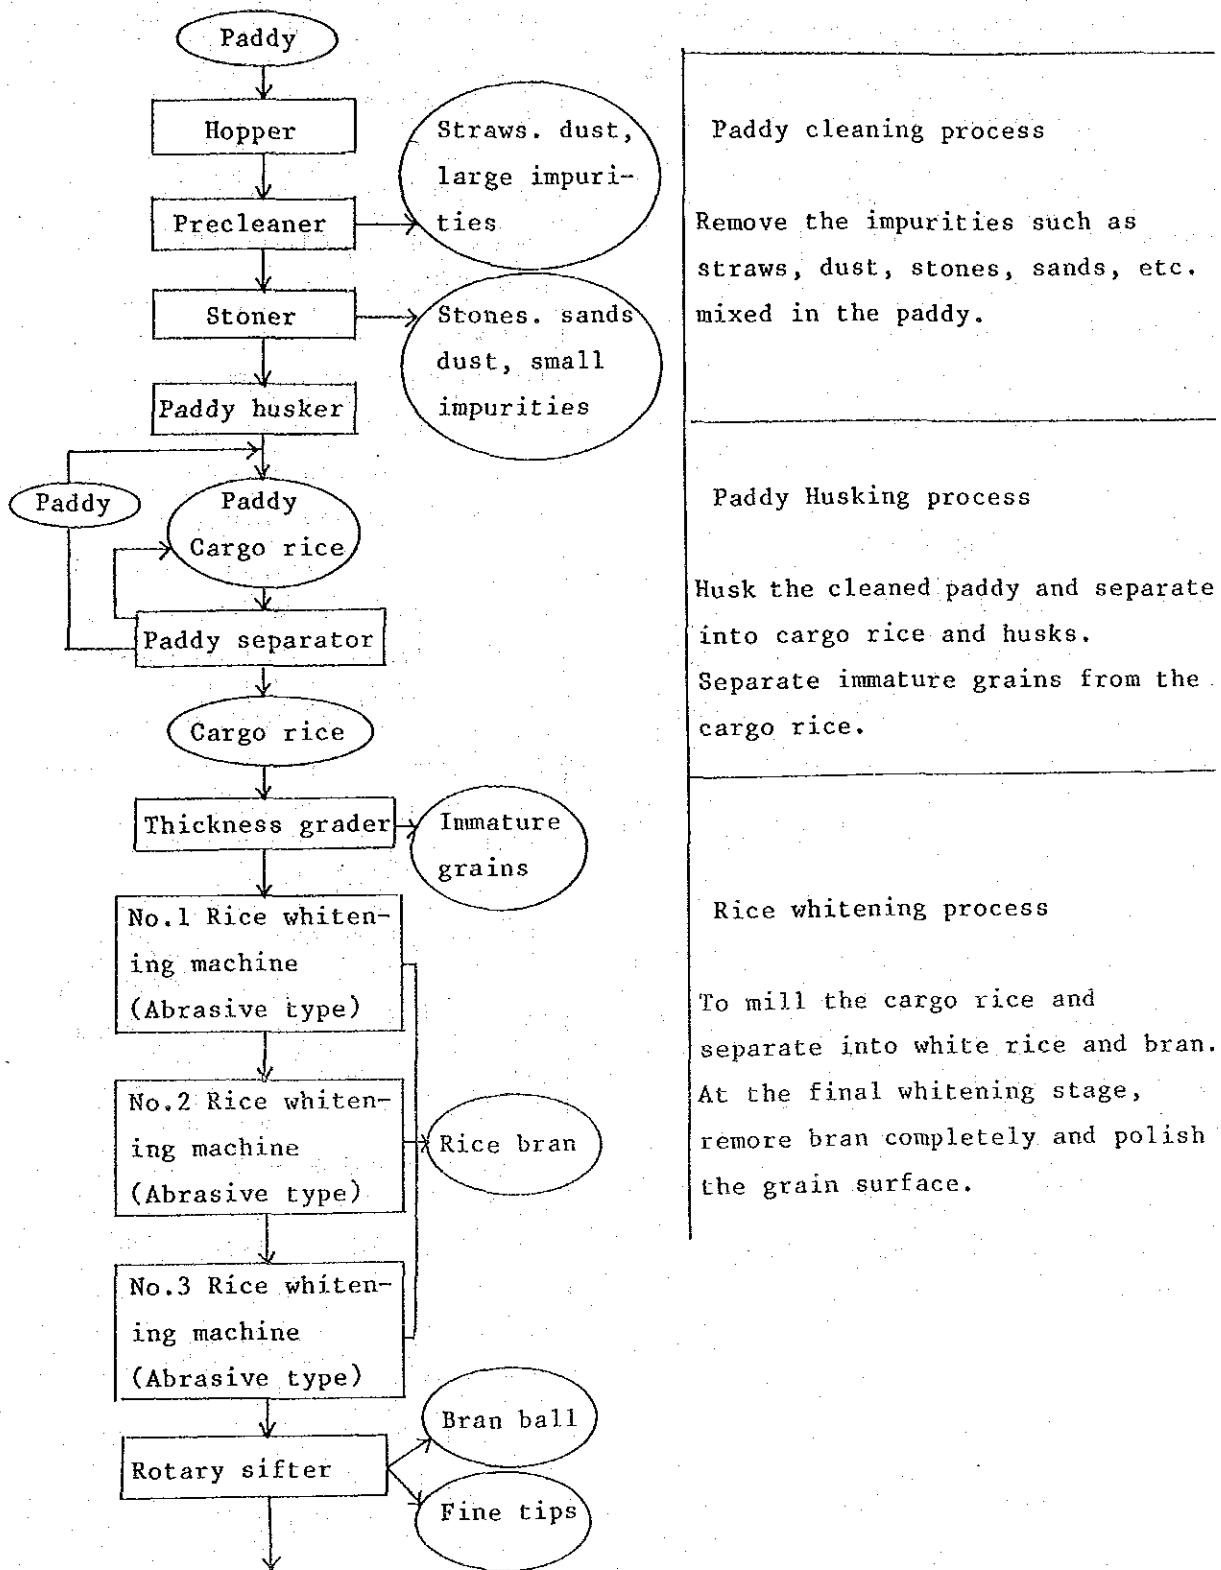 Paddy
Hopper
Straws. dust,
large impuri-
ties
Precleaner
Stoner
Stones. sands
dust, small
impurities
Paddy husker
Paddy
Paddy
Cargo rice
Paddy separator
Cargo rice
Thickness grader
Immature
grains
No.1 Rice whiten-
ing machine
(Abrasive type)
No.2 Rice whiten-
ing machine
(Abrasive type)
Rice bran
No.3 Rice whiten-
ing machine
(Abrasive type)
Bran ball
Rotary sifter
Fine tips
Paddy cleaning process
Remove the impurities such as
straws, dust, stones, sands, etc.
mixed in the paddy.
Paddy Husking process
Husk the cleaned paddy and separate
into cargo rice and husks.
Separate immature grains from the
cargo rice.
Rice whitening process
To mill the cargo rice and
separate into white rice and bran.
At the final whitening stage,
remore bran completely and polish
the grain surface.